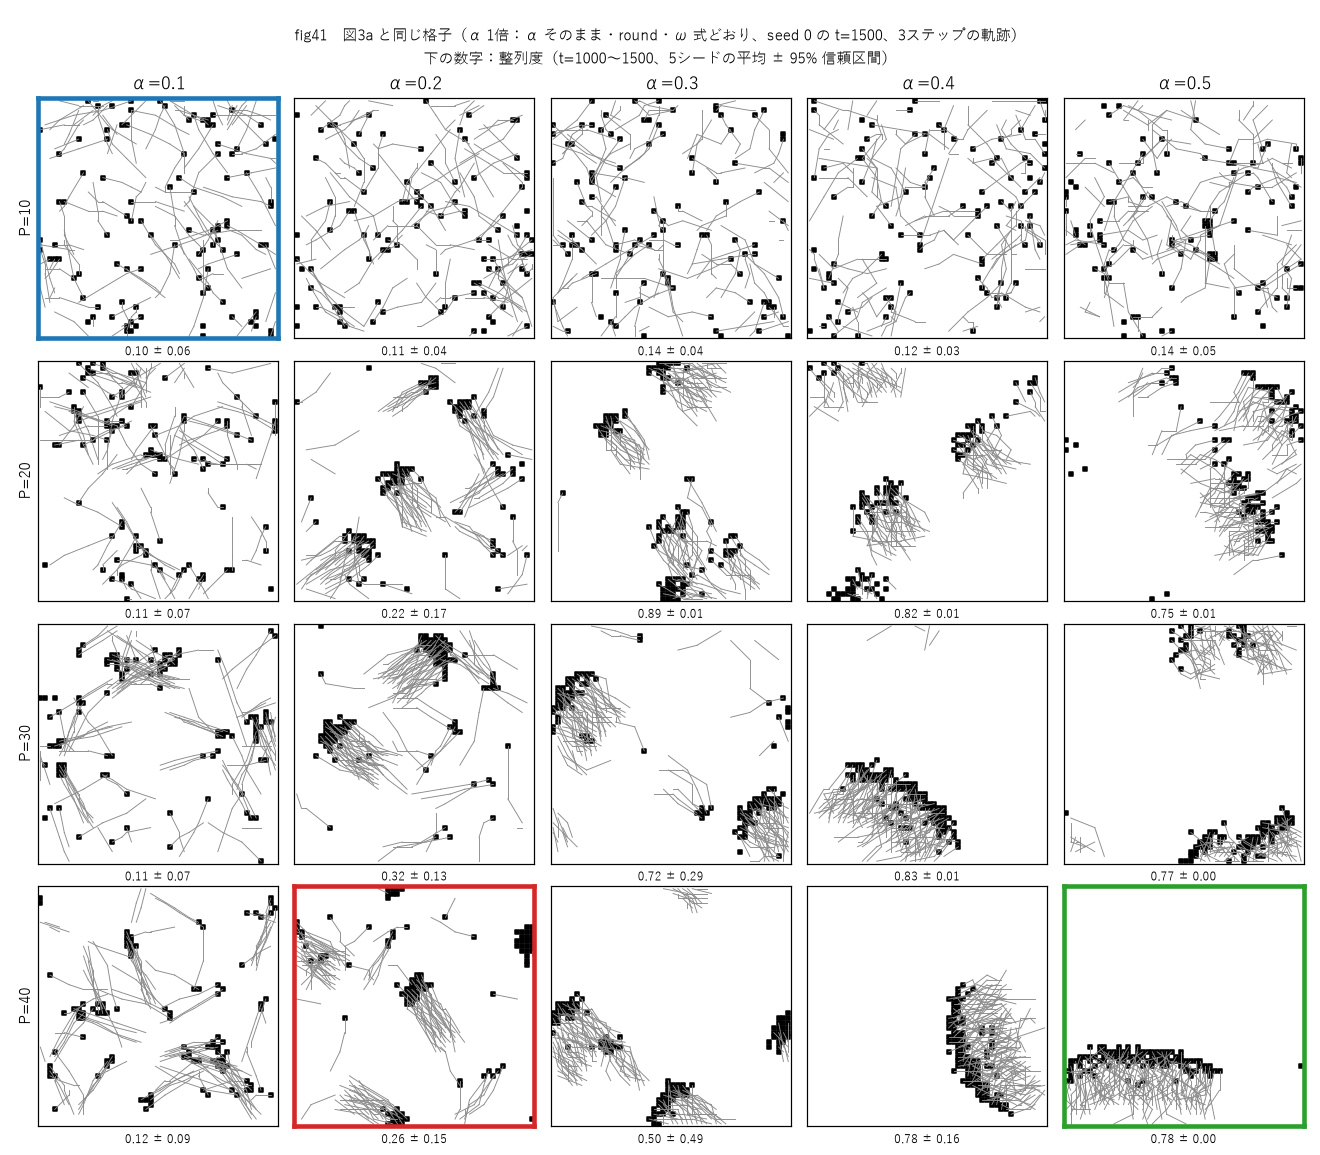 fig41　図3a と同じ格子（α 1倍：α そのまま・round・ω 式どおり、seed 0 の t=1500、3ステップの軌跡）
下の数字：整列度（t=1000～1500、5シードの平均 ± 95% 信頼区間）
α=0.1 α=0.2 α=0.3 α=0.4 α=0.5
P=10
0.10 ± 0.06 0.11 ± 0.04 0.14 ± 0.04 0.12 ± 0.03 0.14 ± 0.05
P=20
0.11 ± 0.07 0.22 ± 0.17 0.89 ± 0.01 0.82 ± 0.01 0.75 ± 0.01
P=30
0.11 ± 0.07 0.32 ± 0.13 0.72 ± 0.29 0.83 ± 0.01 0.77 ± 0.00
P=40
0.12 ± 0.09 0.26 ± 0.15 0.50 ± 0.49 0.78 ± 0.16 0.78 ± 0.00